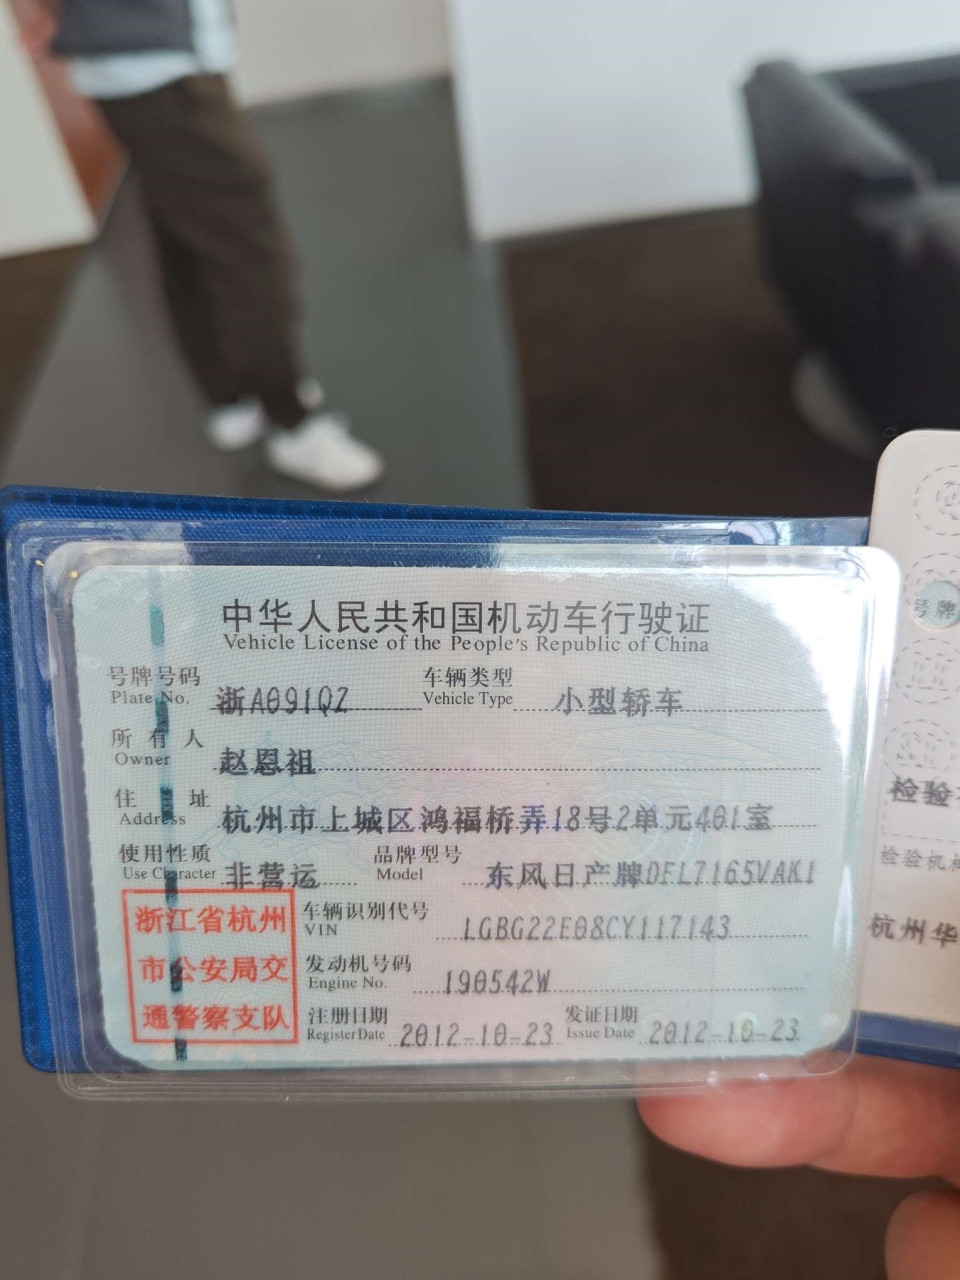 中华人民共和国机动车行驶证
Vehicle License of the People's Republic of China
号牌号码 浙A091QZ 车辆类型 小型轿车
Plate No. Vehicle Type
所有人 赵恩祖
Owner
住址 杭州市上城区鸿福桥弄18号2单元401室
Address
使用性质 非营运 品牌型号 东风日产牌DFL7165VAK1
Use Character Model
浙江省杭州
市公安局交
通警察支队
车辆识别代号 LGBG22E08CY117143
VIN
发动机号码 190542W
Engine No.
注册日期 2012-10-23 发证日期 2012-10-23
Register Date Issue Date
号牌
检验
检验机
杭州华